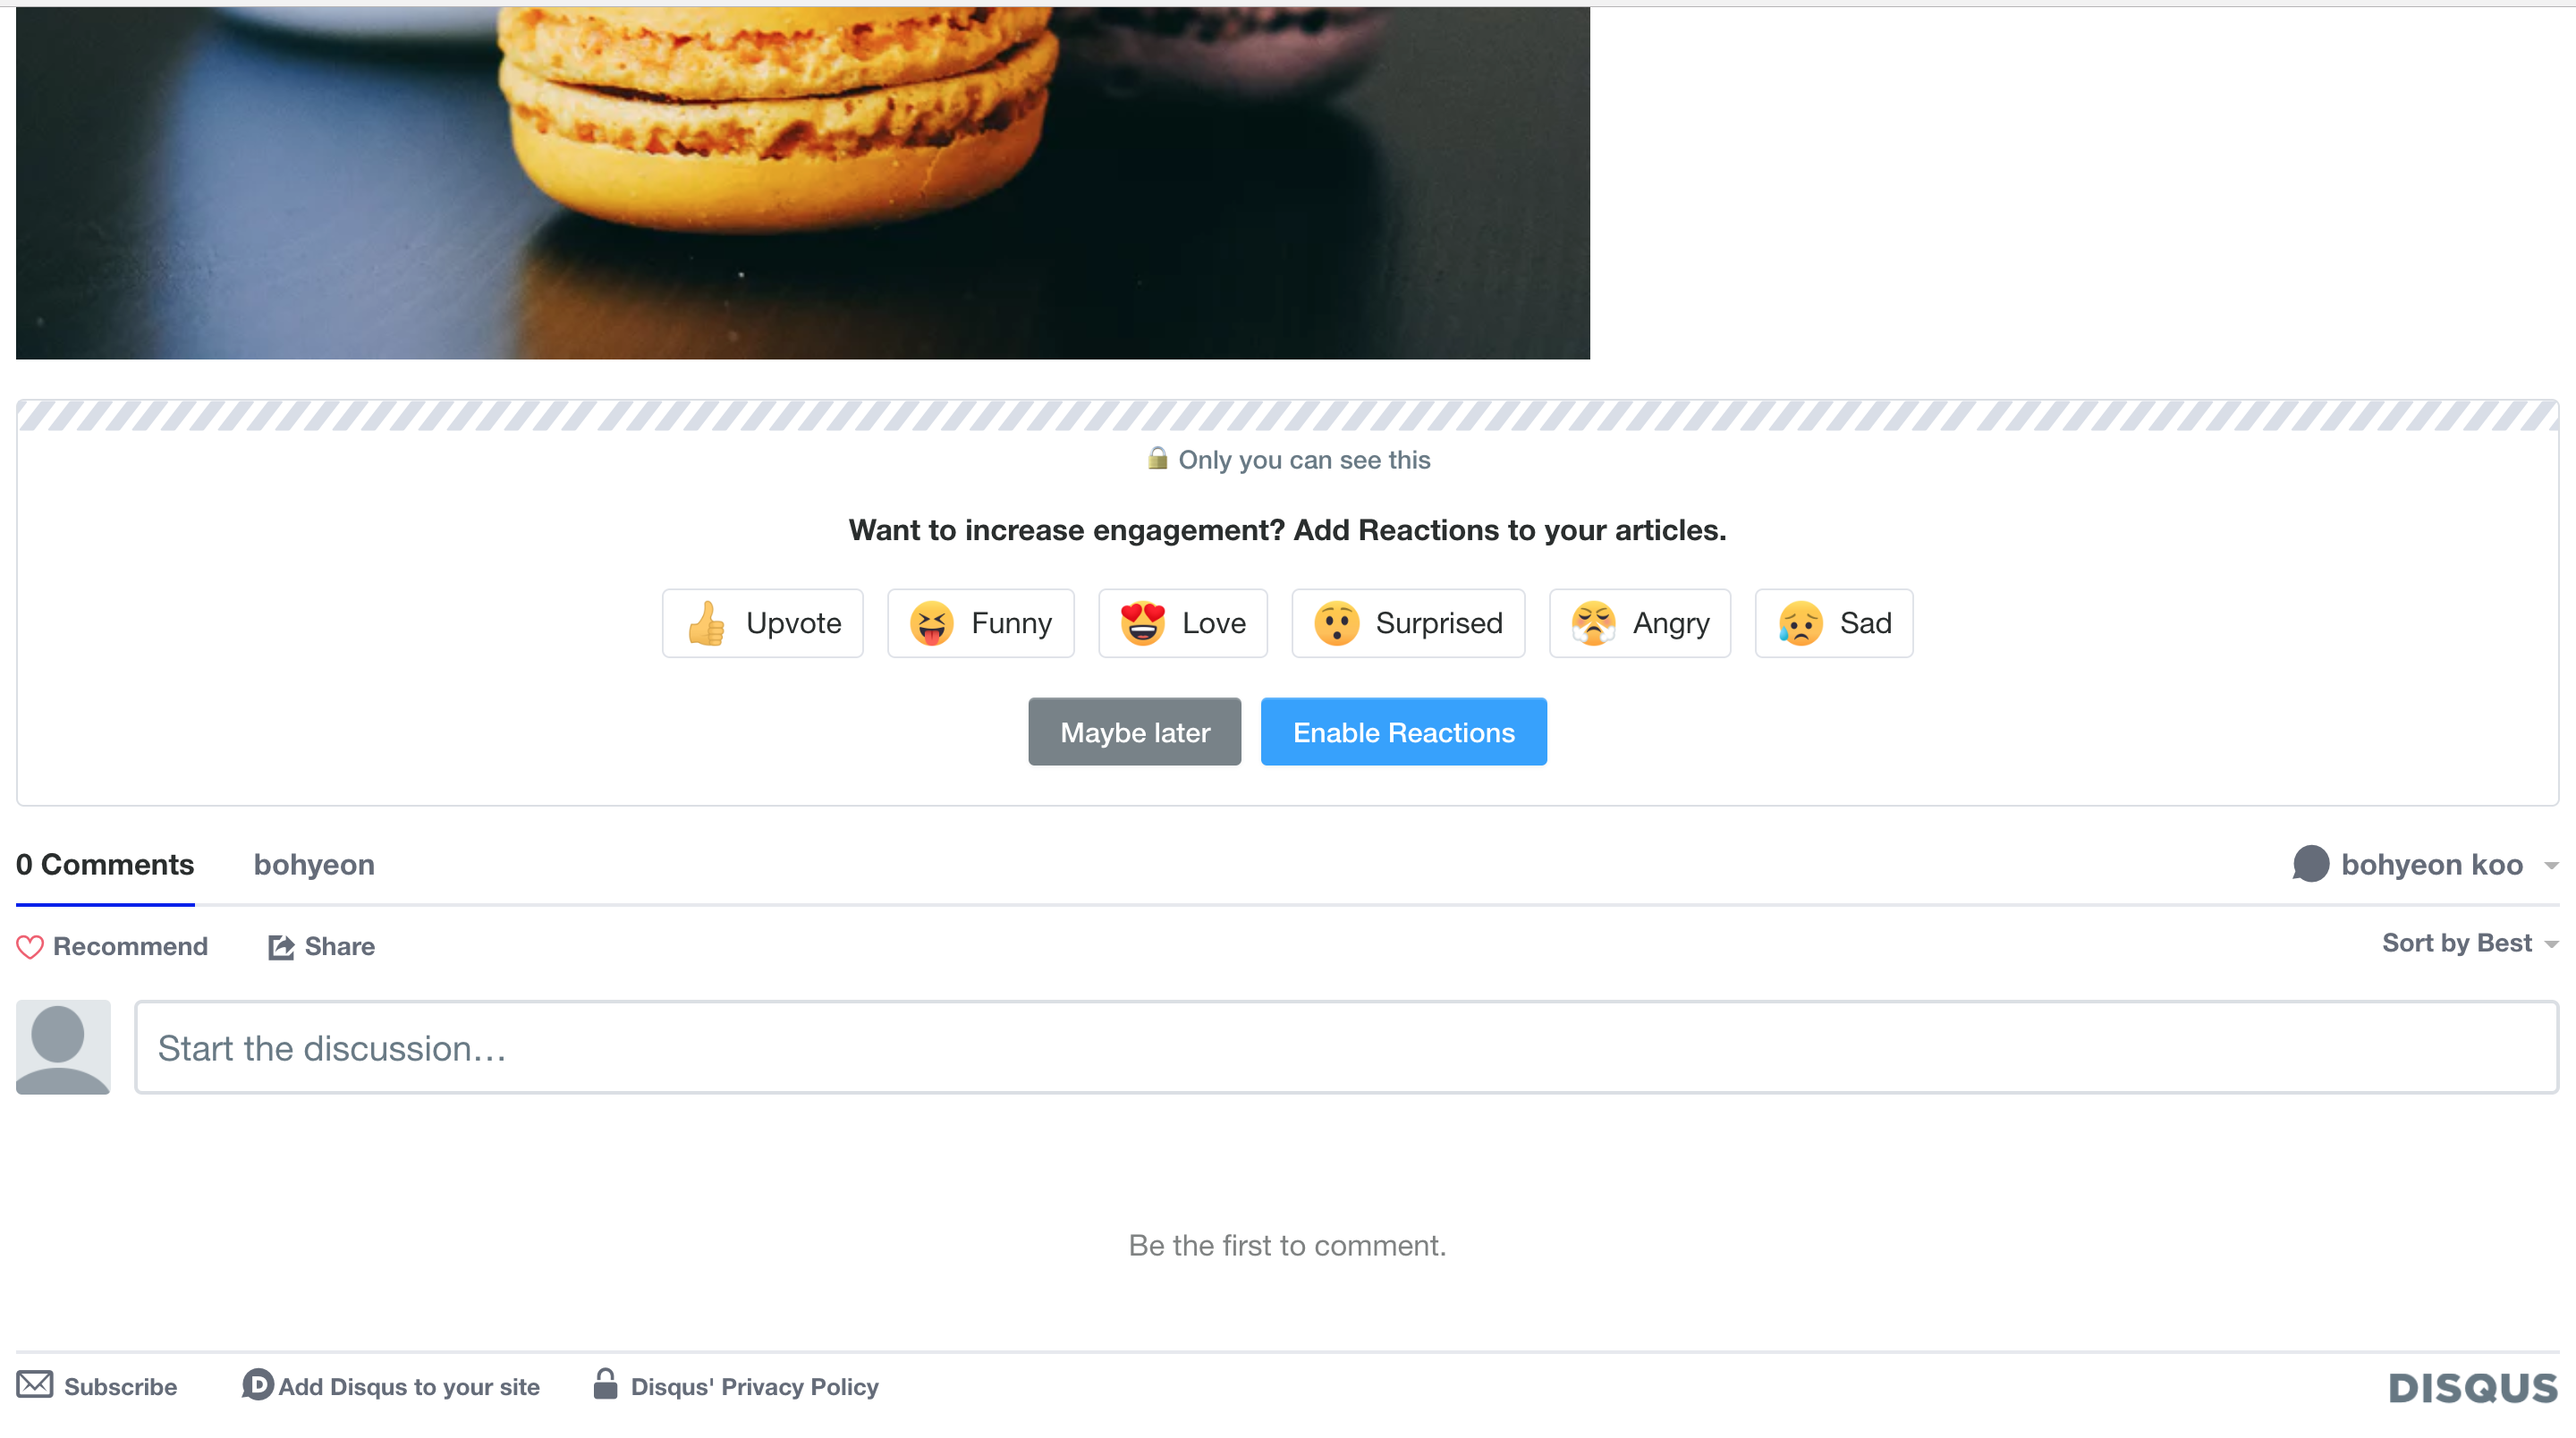 Only you can see this
Want to increase engagement? Add Reactions to your articles.
Upvote Funny Love Surprised Angry Sad
Maybe later Enable Reactions
0 Comments bohyeon bohyeon koo
Recommend Share Sort by Best
Start the discussion…
Be the first to comment.
Subscribe Add Disqus to your site Disqus' Privacy Policy DISQUS